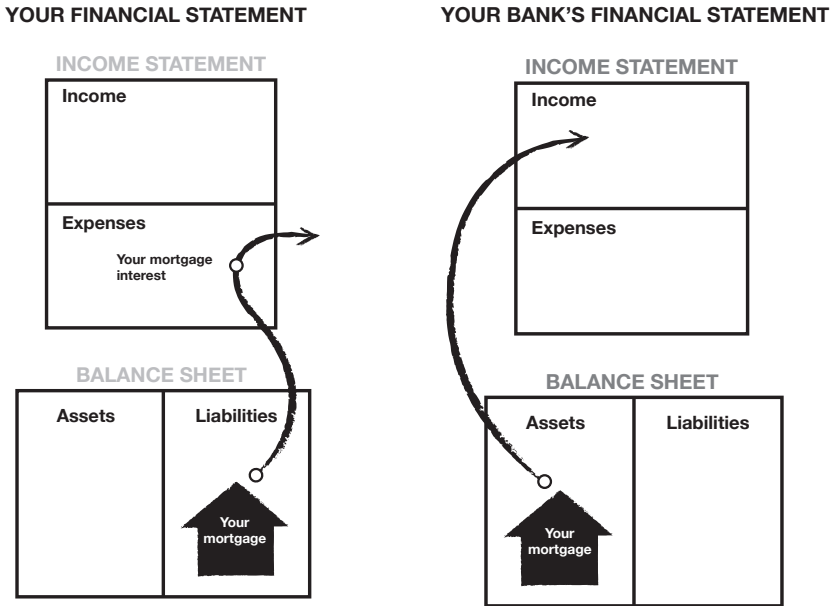 YOUR FINANCIAL STATEMENT
INCOME STATEMENT
Income
Expenses
Your mortgage
interest
BALANCE SHEET
Assets
Liabilities
Your
mortgage
YOUR BANK’S FINANCIAL STATEMENT
INCOME STATEMENT
Income
Expenses
BALANCE SHEET
Assets
Liabilities
Your
mortgage